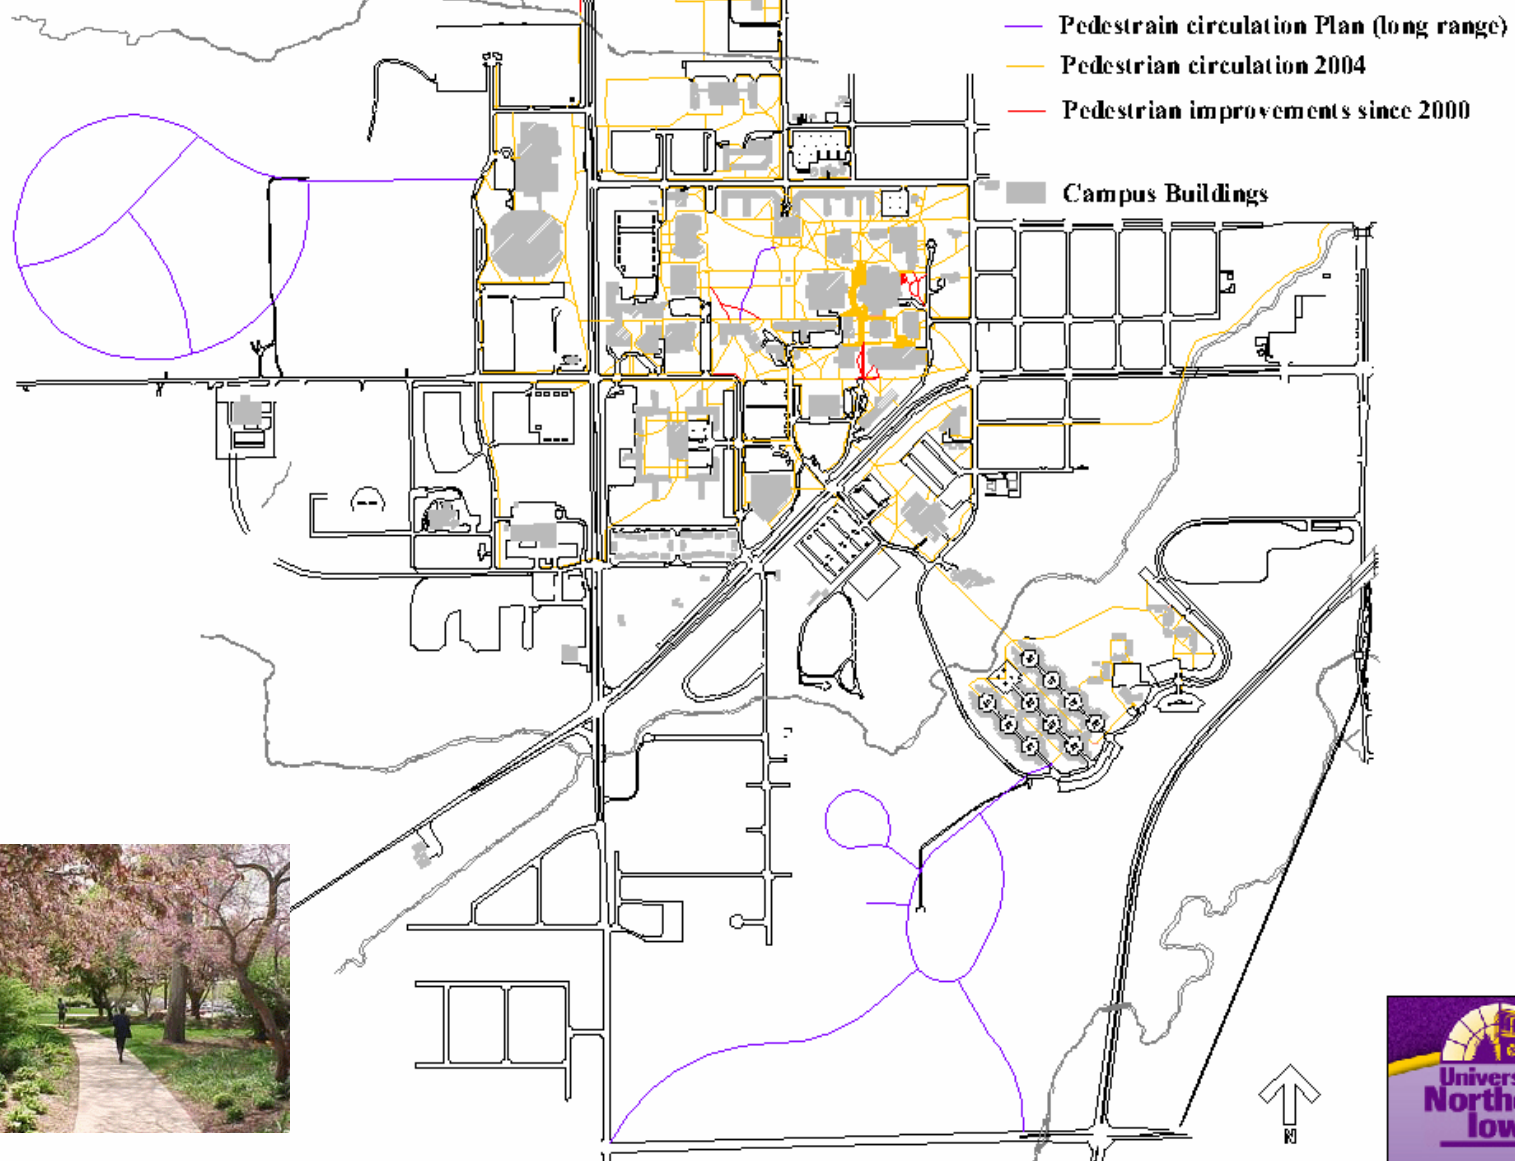 Pedestrain circulation Plan (long range)
Pedestrian circulation 2004
Pedestrian improvements since 2000
Campus Buildings
N
Univers
North
Iow